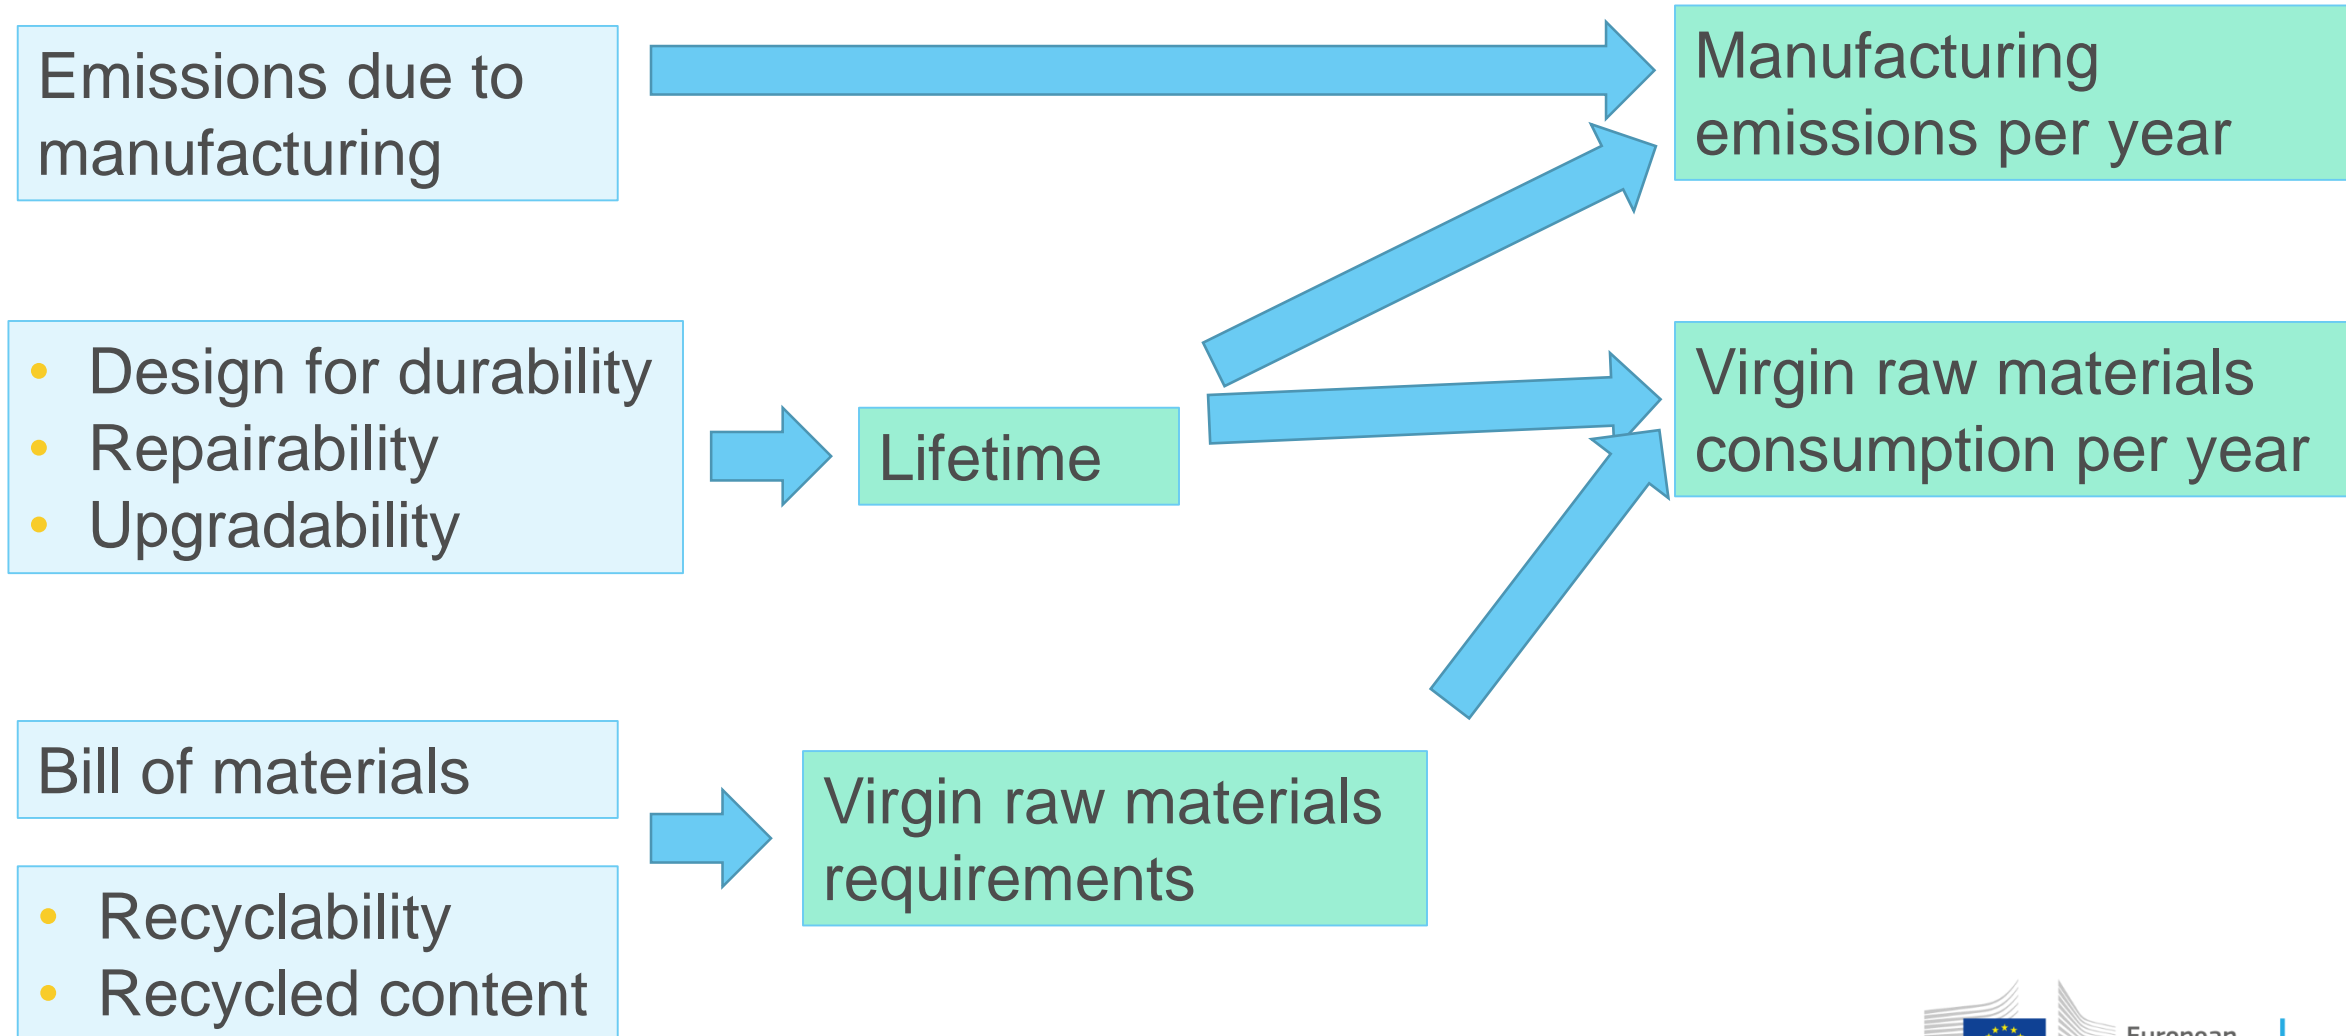 Emissions due to
manufacturing
Manufacturing
emissions per year
• Design for durability
• Repairability
• Upgradability
Lifetime
Virgin raw materials
consumption per year
Bill of materials
• Recyclability
• Recycled content
Virgin raw materials
requirements
European